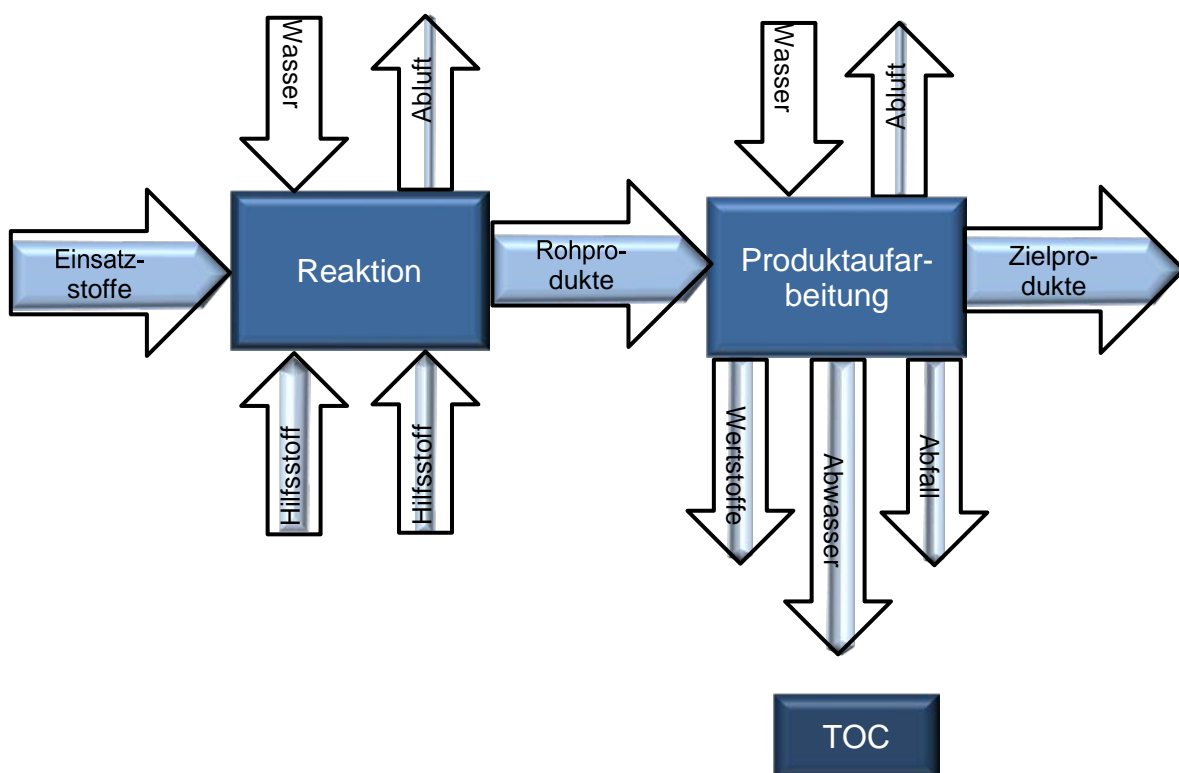 Wasser
Abluft
Wasser
Abluft
Einsatz-
stoffe
Reaktion
Rohpro-
dukte
Produktaufar-
beitung
Zielpro-
dukte
Hilfsstoff
Hilfsstoff
Wertstoffe
Abwasser
Abfall
TOC